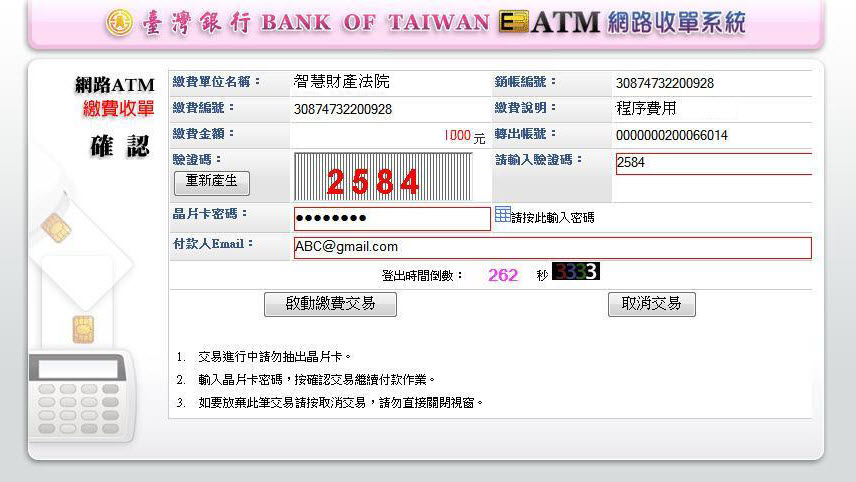 臺灣銀行 BANK OF TAIWAN EATM 網路收單系統
網路ATM
繳費收單
確認
繳費單位名稱： 智慧財產法院 銷帳編號： 30874732200928
繳費編號： 30874732200928 繳費說明： 程序費用
繳費金額： 1000 元 轉出帳號： 0000000200066014
驗證碼： 重新產生 2584 請輸入驗證碼： 2584
晶片卡密碼： ●●●●●●●● 請按此輸入密碼
付款人Email： ABC@gmail.com
登出時間倒數： 262 秒 3333
啟動繳費交易 取消交易
1. 交易進行中請勿抽出晶片卡。
2. 輸入晶片卡密碼，按確認交易繼續付款作業。
3. 如要放棄此筆交易請按取消交易，請勿直接關閉視窗。